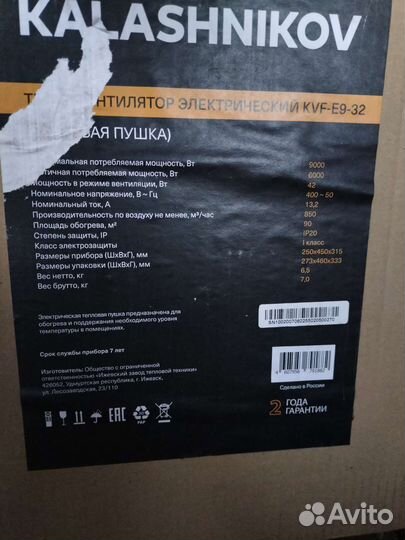 KALASHNIKOV
ЭЛЕКТРИЧЕСКИЙ KVF-E9-32
ПУШКА)
потребляемая мощность, Вт 9000
потребляемая мощность, Вт 6000
Мощность в режиме вентиляции, Вт 42
Номинальное напряжение, В ~ Гц 400 ~ 50
Номинальный ток, А 13,2
Производительность по воздуху не менее, м³/час 850
Площадь обогрева, м² 90
Степень защиты, IP IP20
Класс электрозащиты I класс
Размеры прибора (ШхВхГ), мм 250х450х315
Размеры упаковки (ШхВхГ), мм 273х460х333
Вес нетто, кг 6,5
Вес брутто, кг 7,0
Электрическая тепловая пушка предназначена для
обогрева и поддержания необходимого уровня
температуры в помещениях.
Срок службы прибора 7 лет
Изготовитель: Общество с ограниченной
ответственностью «Ижевский завод тепловой техники»
426052, Удмуртская республика, г. Ижевск,
ул. Лесозаводская, 23/110
Сделано в России
2 ГОДА
ГАРАНТИИ
EAC
PAP
Avito